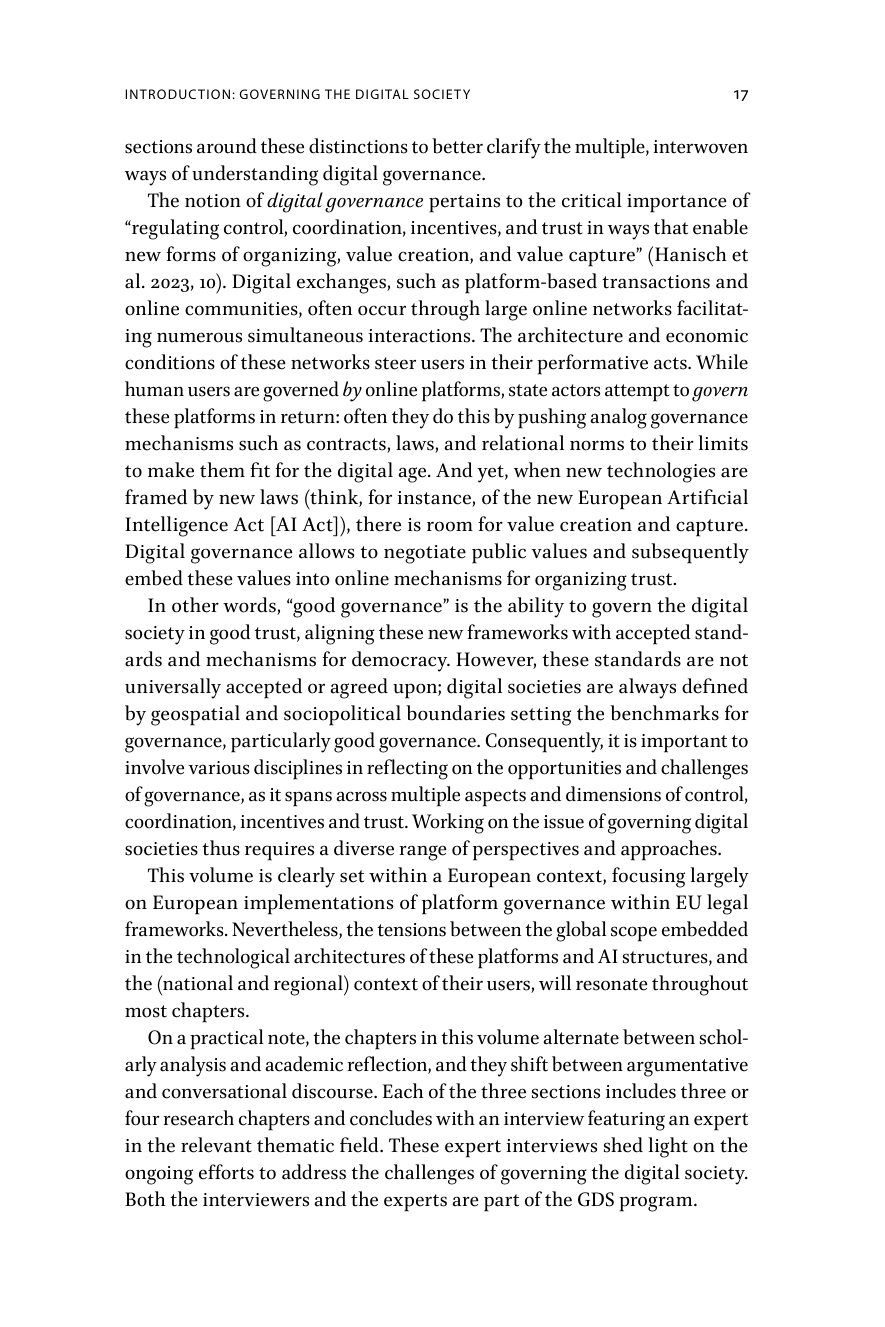 INTRODUCTION: GOVERNING THE DIGITAL SOCIETY 17
sections around these distinctions to better clarify the multiple, interwoven
ways of understanding digital governance.
The notion of digital governance pertains to the critical importance of
“regulating control, coordination, incentives, and trust in ways that enable
new forms of organizing, value creation, and value capture” (Hanisch et
al. 2023, 10). Digital exchanges, such as platform-based transactions and
online communities, often occur through large online networks facilitat-
ing numerous simultaneous interactions. The architecture and economic
conditions of these networks steer users in their performative acts. While
human users are governed by online platforms, state actors attempt to govern
these platforms in return: often they do this by pushing analog governance
mechanisms such as contracts, laws, and relational norms to their limits
to make them fit for the digital age. And yet, when new technologies are
framed by new laws (think, for instance, of the new European Artificial
Intelligence Act [AI Act]), there is room for value creation and capture.
Digital governance allows to negotiate public values and subsequently
embed these values into online mechanisms for organizing trust.
In other words, “good governance” is the ability to govern the digital
society in good trust, aligning these new frameworks with accepted stand-
ards and mechanisms for democracy. However, these standards are not
universally accepted or agreed upon; digital societies are always defined
by geospatial and sociopolitical boundaries setting the benchmarks for
governance, particularly good governance. Consequently, it is important to
involve various disciplines in reflecting on the opportunities and challenges
of governance, as it spans across multiple aspects and dimensions of control,
coordination, incentives and trust. Working on the issue of governing digital
societies thus requires a diverse range of perspectives and approaches.
This volume is clearly set within a European context, focusing largely
on European implementations of platform governance within EU legal
frameworks. Nevertheless, the tensions between the global scope embedded
in the technological architectures of these platforms and AI structures, and
the (national and regional) context of their users, will resonate throughout
most chapters.
On a practical note, the chapters in this volume alternate between schol-
arly analysis and academic reflection, and they shift between argumentative
and conversational discourse. Each of the three sections includes three or
four research chapters and concludes with an interview featuring an expert
in the relevant thematic field. These expert interviews shed light on the
ongoing efforts to address the challenges of governing the digital society.
Both the interviewers and the experts are part of the GDS program.